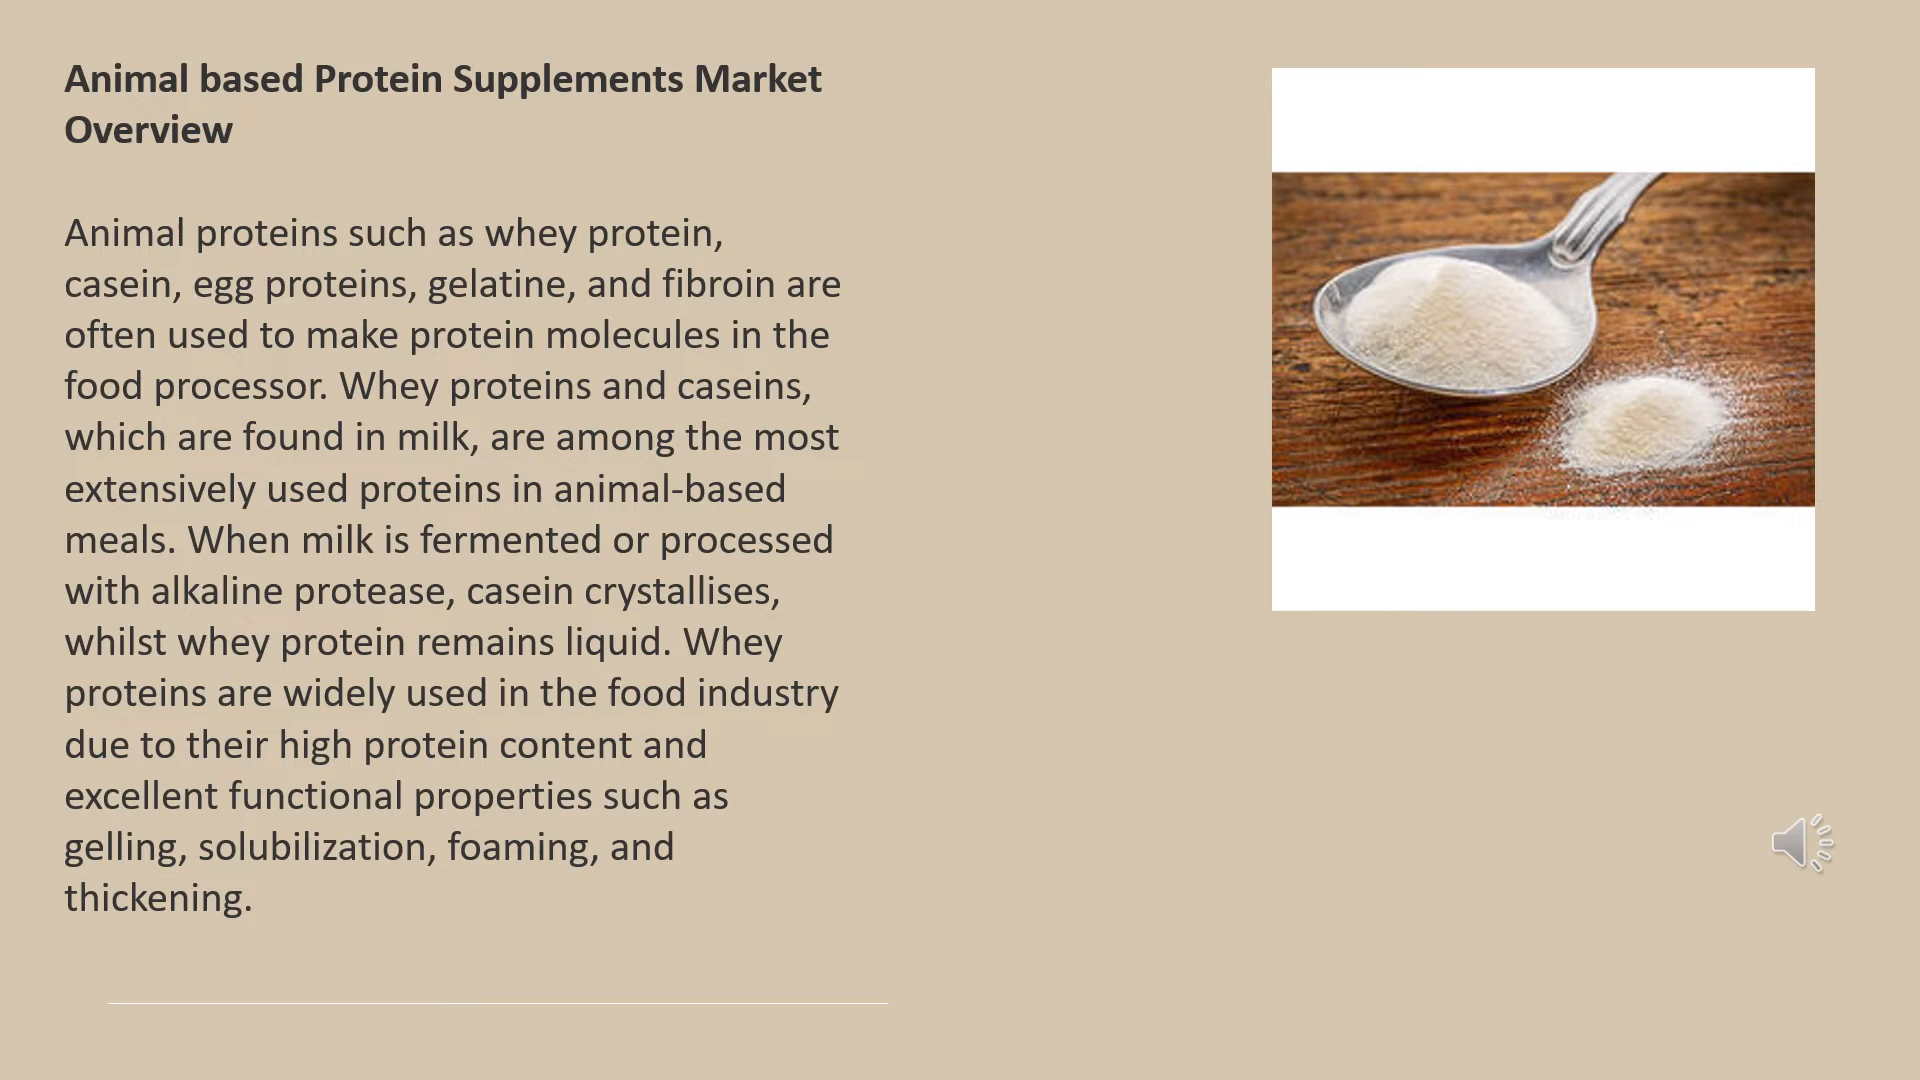 Animal based Protein Supplements Market
Overview
Animal proteins such as whey protein,
casein, egg proteins, gelatine, and fibroin are
often used to make protein molecules in the
food processor. Whey proteins and caseins,
which are found in milk, are among the most
extensively used proteins in animal-based
meals. When milk is fermented or processed
with alkaline protease, casein crystallises,
whilst whey protein remains liquid. Whey
proteins are widely used in the food industry
due to their high protein content and
excellent functional properties such as
gelling, solubilization, foaming, and
thickening.